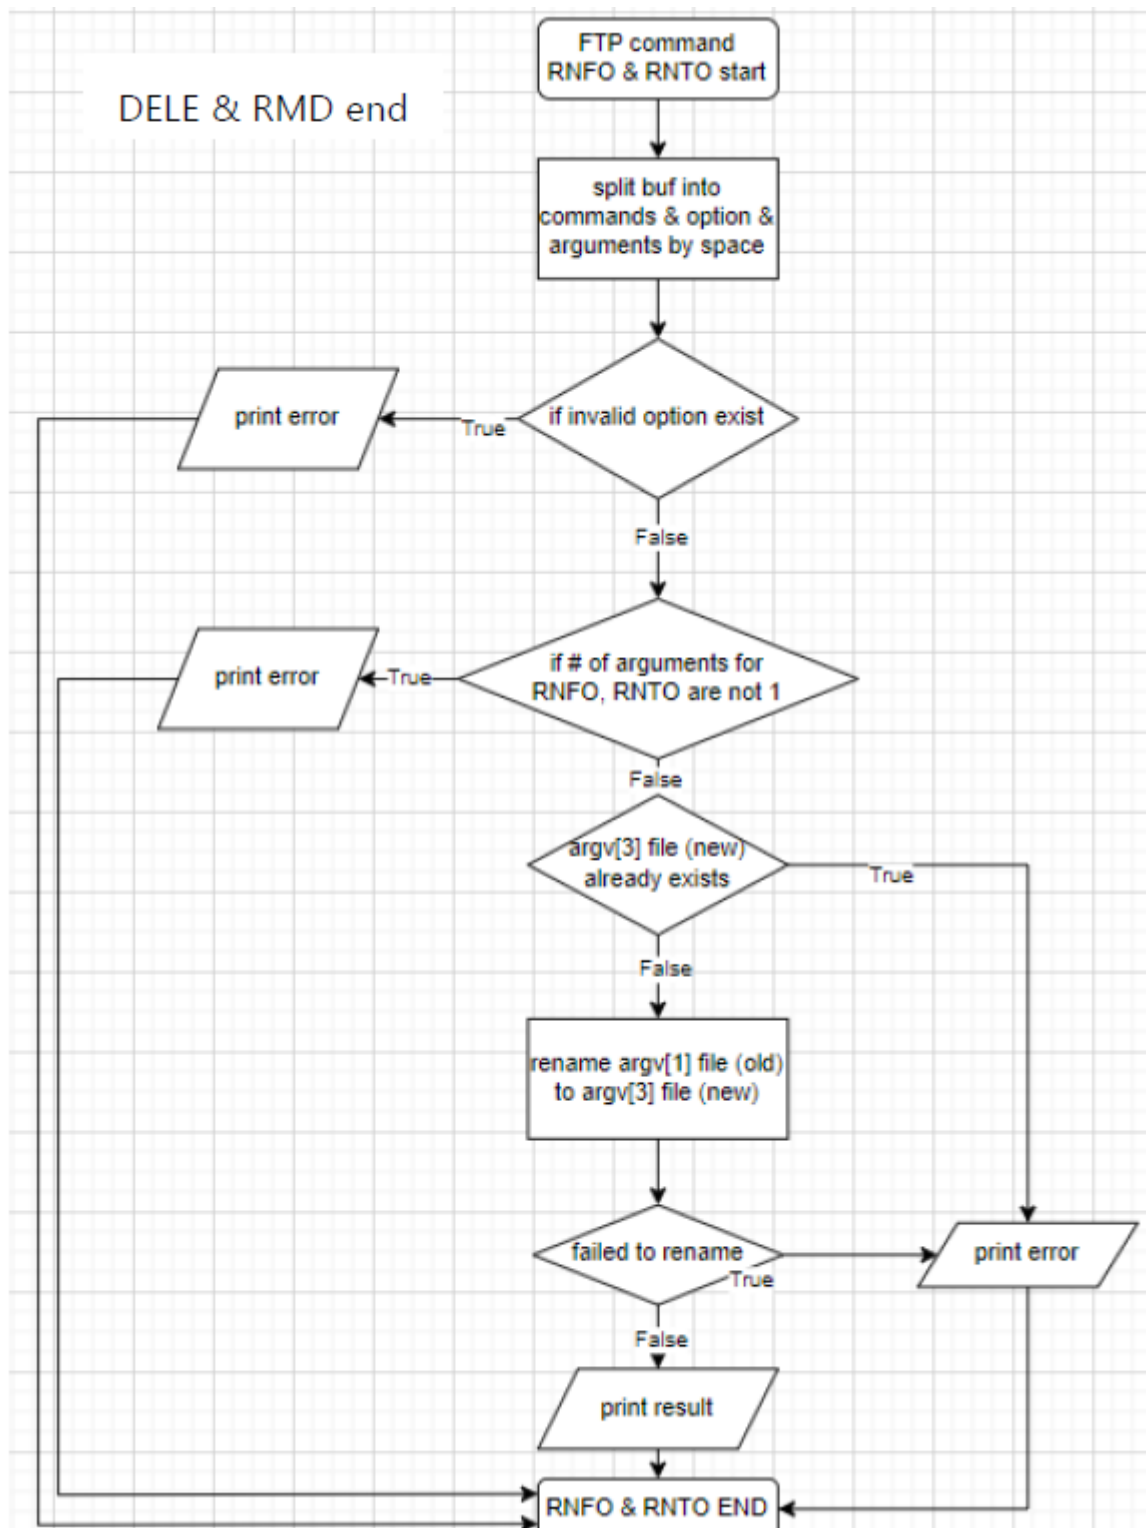 FTP command
RNFO & RNTO start
DELE & RMD end
split buf into
commands & option &
arguments by space
if invalid option exist
True
print error
False
if # of arguments for
RNFO, RNTO are not 1
True
print error
False
argv[3] file (new)
already exists
True
False
rename argv[1] file (old)
to argv[3] file (new)
failed to rename
True
print error
False
print result
RNFO & RNTO END